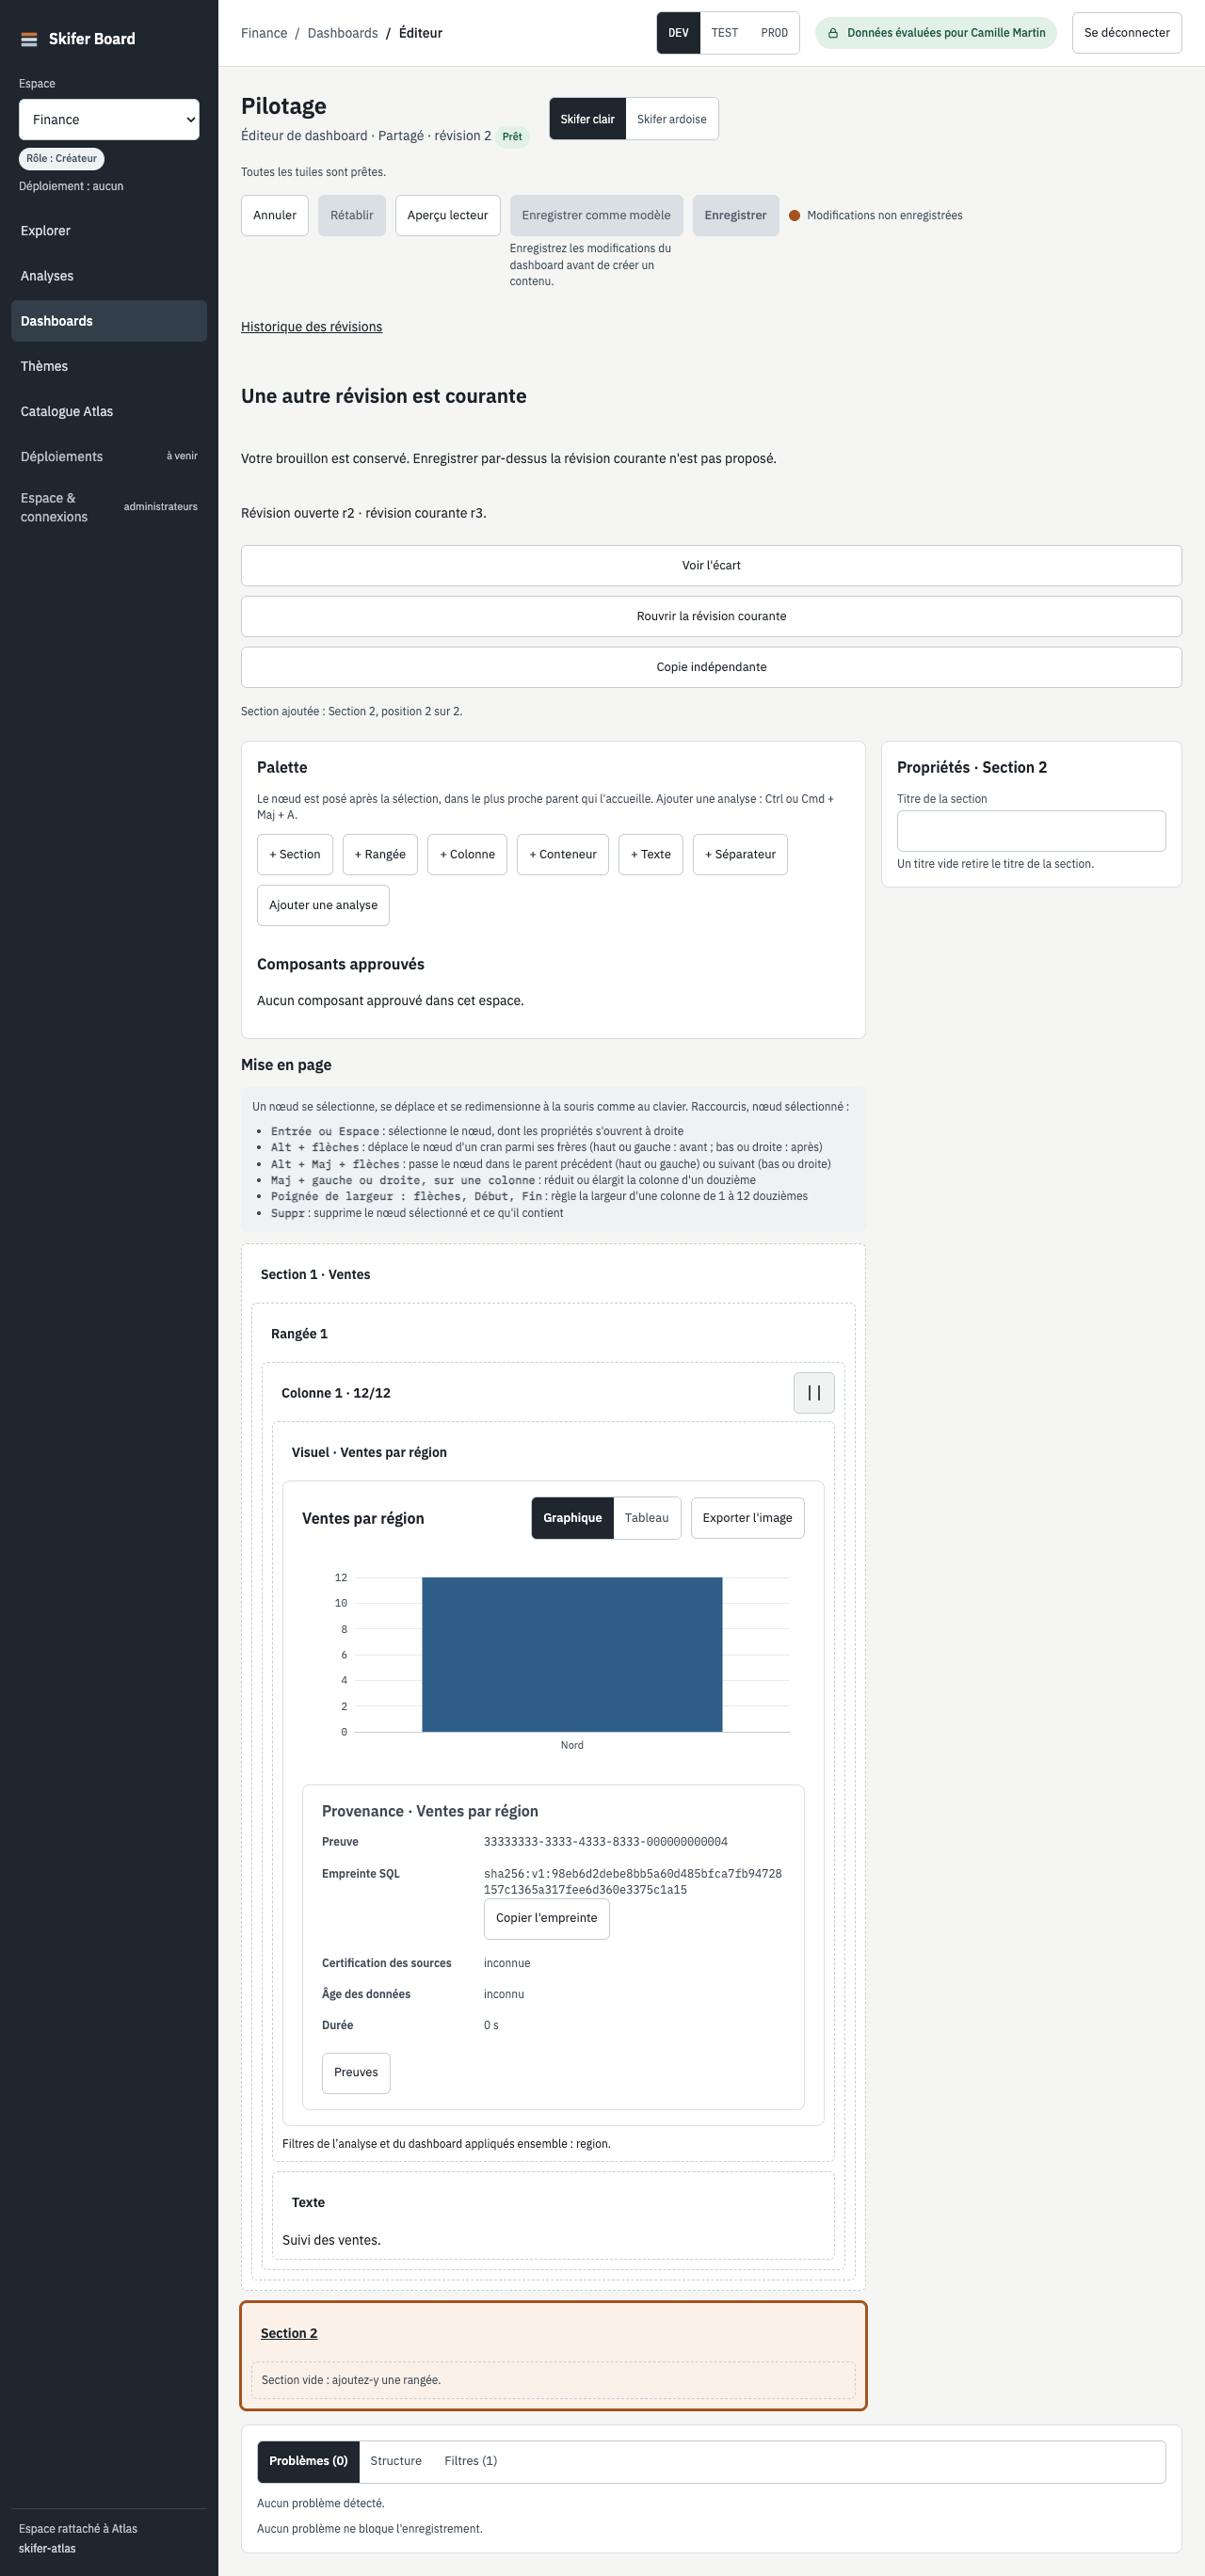 Skifer Board
Espace
Finance
Rôle : Créateur
Déploiement : aucun
Explorer
Analyses
Dashboards
Thèmes
Catalogue Atlas
Déploiements à venir
Espace & connexions administrateurs
Espace rattaché à Atlas
skifer-atlas
Finance / Dashboards / Éditeur
DEV TEST PROD
Données évaluées pour Camille Martin
Se déconnecter
Pilotage
Éditeur de dashboard · Partagé · révision 2 Prêt
Skifer clair Skifer ardoise
Toutes les tuiles sont prêtes.
Annuler Rétablir Aperçu lecteur Enregistrer comme modèle Enregistrer Modifications non enregistrées
Enregistrez les modifications du
dashboard avant de créer un
contenu.
Historique des révisions
Une autre révision est courante
Votre brouillon est conservé. Enregistrer par-dessus la révision courante n'est pas proposé.
Révision ouverte r2 · révision courante r3.
Voir l'écart
Rouvrir la révision courante
Copie indépendante
Section ajoutée : Section 2, position 2 sur 2.
Palette
Le nœud est posé après la sélection, dans le plus proche parent qui l'accueille. Ajouter une analyse : Ctrl ou Cmd +
Maj + A.
+ Section + Rangée + Colonne + Conteneur + Texte + Séparateur
Ajouter une analyse
Composants approuvés
Aucun composant approuvé dans cet espace.
Propriétés · Section 2
Titre de la section
Un titre vide retire le titre de la section.
Mise en page
Un nœud se sélectionne, se déplace et se redimensionne à la souris comme au clavier. Raccourcis, nœud sélectionné :
• Entrée ou Espace : sélectionne le nœud, dont les propriétés s'ouvrent à droite
• Alt + flèches : déplace le nœud d'un cran parmi ses frères (haut ou gauche : avant ; bas ou droite : après)
• Alt + Maj + flèches : passe le nœud dans le parent précédent (haut ou gauche) ou suivant (bas ou droite)
• Maj + gauche ou droite, sur une colonne : réduit ou élargit la colonne d'un douzième
• Poignée de largeur : flèches, Début, Fin : règle la largeur d'une colonne de 1 à 12 douzièmes
• Suppr : supprime le nœud sélectionné et ce qu'il contient
Section 1 · Ventes
Rangée 1
Colonne 1 · 12/12
Visuel · Ventes par région
Ventes par région
Graphique Tableau
Exporter l'image
12
10
8
6
4
2
0
Nord
Provenance · Ventes par région
Preuve 33333333-3333-4333-8333-000000000004
Empreinte SQL sha256:v1:98eb6d2debe8bb5a60d485bfca7fb94728
157c1365a317fee6d360e3375c1a15
Copier l'empreinte
Certification des sources inconnue
Âge des données inconnu
Durée 0 s
Preuves
Filtres de l'analyse et du dashboard appliqués ensemble : region.
Texte
Suivi des ventes.
Section 2
Section vide : ajoutez-y une rangée.
Problèmes (0) Structure Filtres (1)
Aucun problème détecté.
Aucun problème ne bloque l'enregistrement.